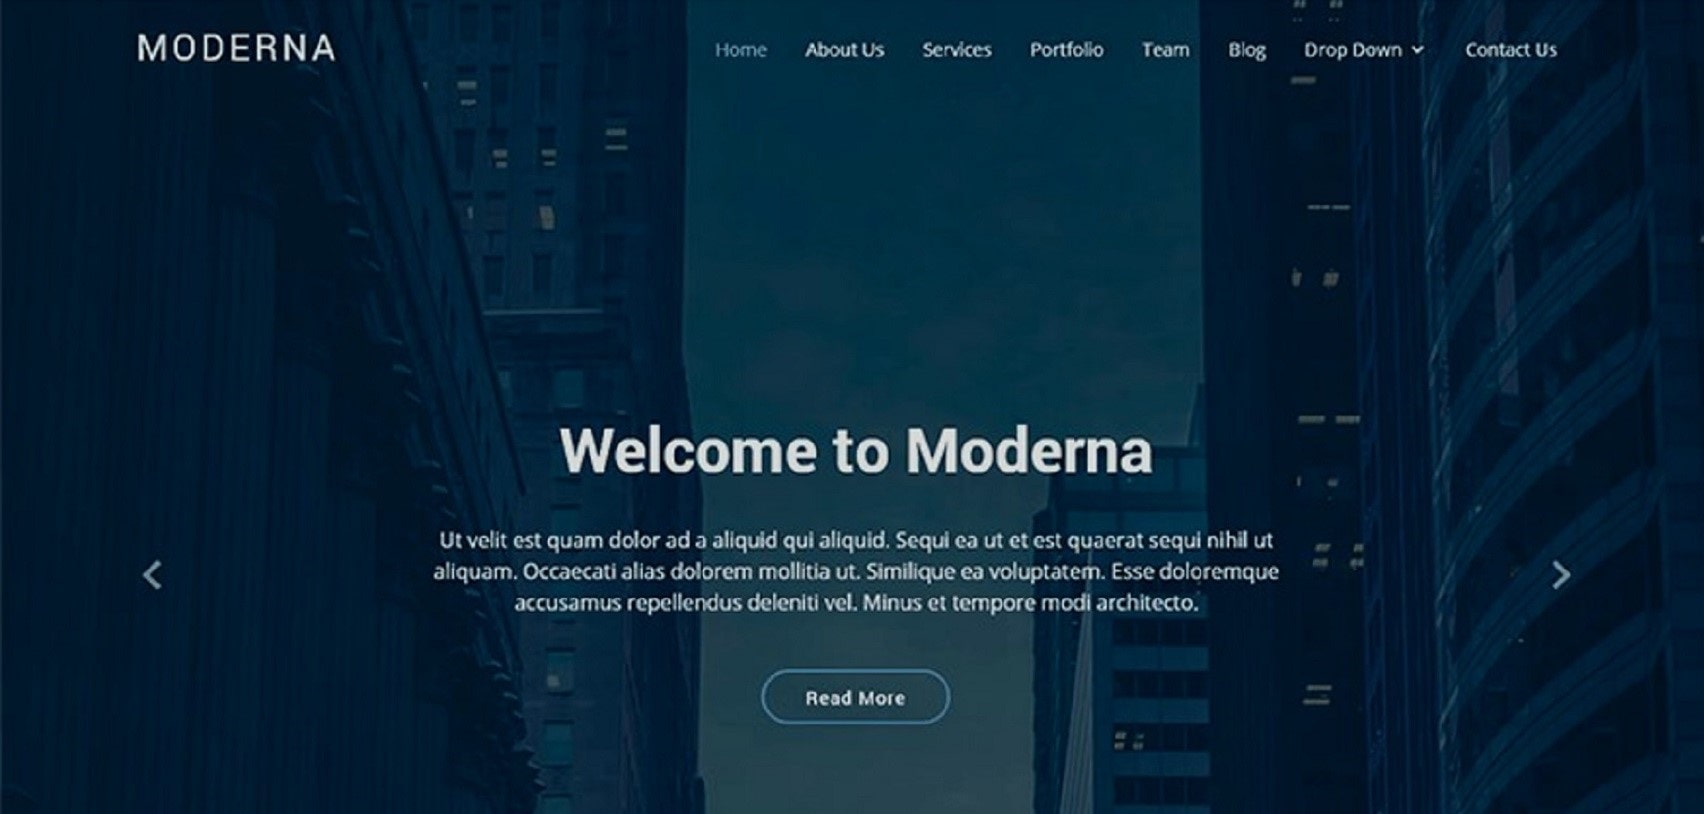 MODERNA
Home About Us Services Portfolio Team Blog Drop Down Contact Us
Welcome to Moderna
Ut velit est quam dolor ad a aliquid qui aliquid. Sequi ea ut et est quaerat sequi nihil ut
aliquam. Occaecati alias dolorem mollitia ut. Similique ea voluptatem. Esse doloremque
accusamus repellendus deleniti vel. Minus et tempore modi architecto.
Read More